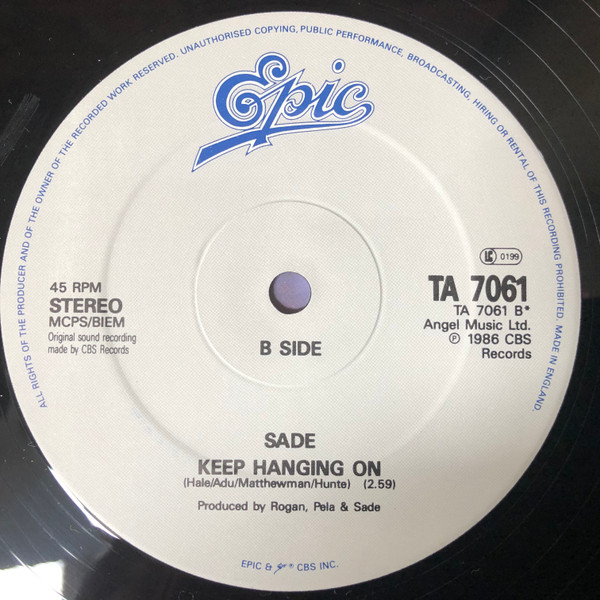 ALL RIGHTS OF THE PRODUCER AND OF THE OWNER OF THE RECORDED WORK RESERVED. UNAUTHORISED COPYING, PUBLIC PERFORMANCE, BROADCASTING, HIRING OR RENTAL OF THIS RECORDING PROHIBITED. MADE IN ENGLAND.
Epic
45 RPM
STEREO
MCPS/BIEM
Original sound recording
made by CBS Records
B SIDE
LC 0199
TA 7061
TA 7061 B*
Angel Music Ltd.
℗ 1986 CBS
Records
SADE
KEEP HANGING ON
(Hale/Adu/Matthewman/Hunte) (2.59)
Produced by Rogan, Pela & Sade
EPIC & Epic ® CBS INC.